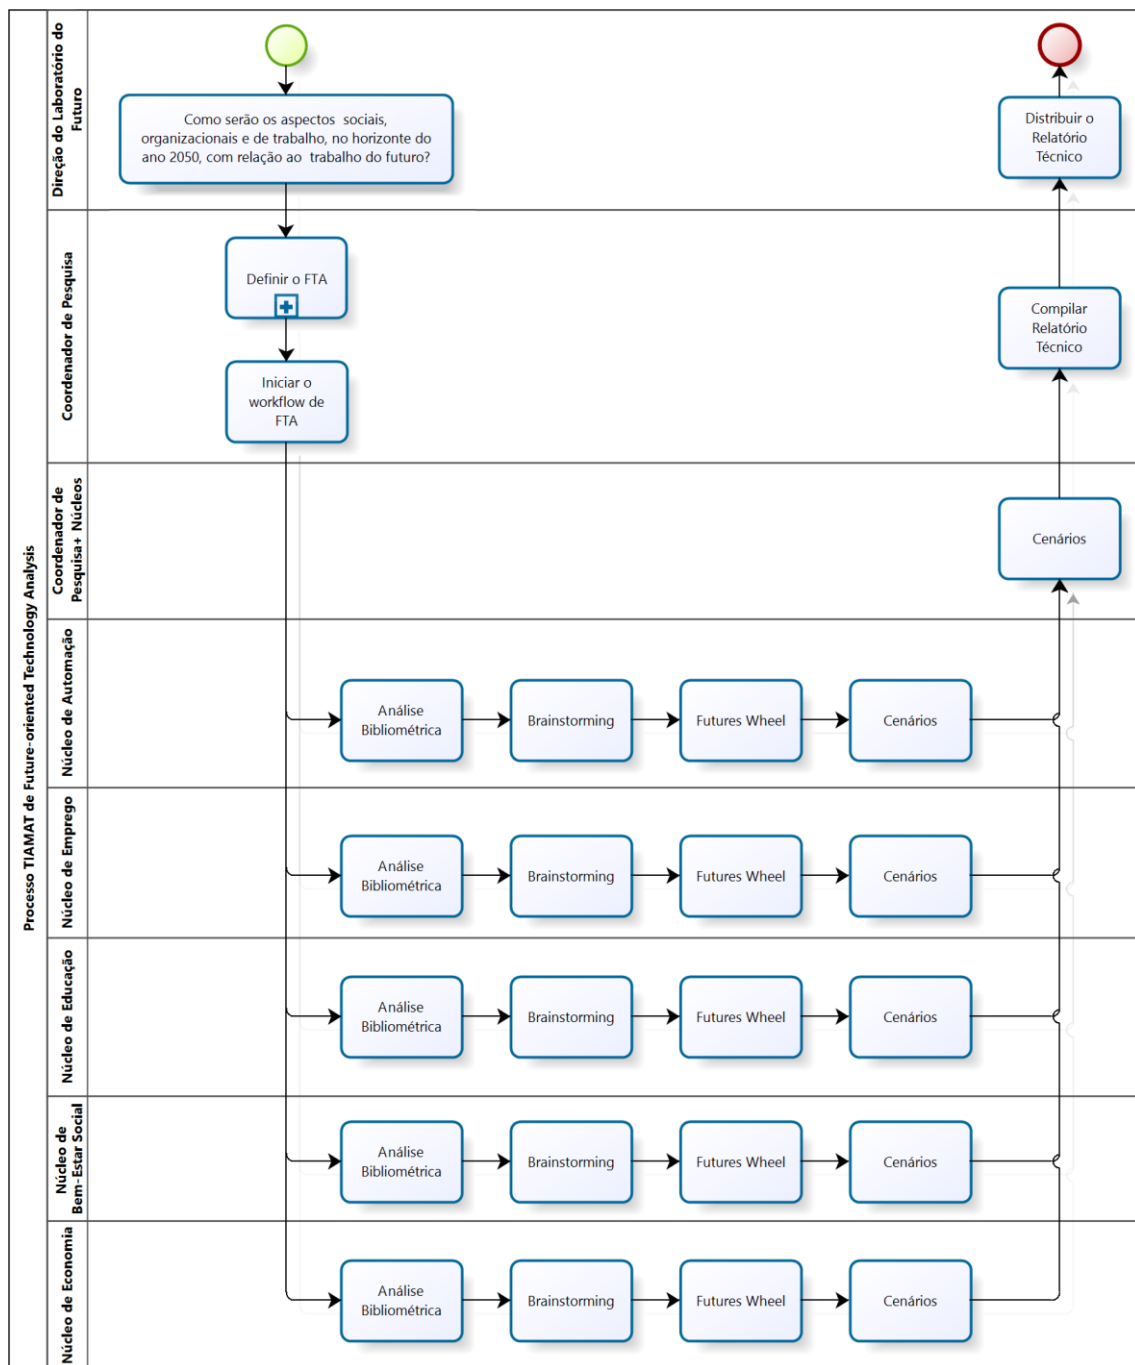 Processo TIAMAT de Future-oriented Technology Analysis
Direção do Laboratório do
Futuro
Como serão os aspectos sociais,
organizacionais e de trabalho, no horizonte do
ano 2050, com relação ao trabalho do futuro?
Distribuir o
Relatório
Técnico
Coordenador de Pesquisa
Definir o FTA
Iniciar o
workflow de
FTA
Compilar
Relatório
Técnico
Coordenador de
Pesquisa+ Núcleos
Cenários
Núcleo de Automação
Análise
Bibliométrica
Brainstorming
Futures Wheel
Cenários
Núcleo de Emprego
Análise
Bibliométrica
Brainstorming
Futures Wheel
Cenários
Núcleo de Educação
Análise
Bibliométrica
Brainstorming
Futures Wheel
Cenários
Núcleo de
Bem-Estar Social
Análise
Bibliométrica
Brainstorming
Futures Wheel
Cenários
Núcleo de Economia
Análise
Bibliométrica
Brainstorming
Futures Wheel
Cenários